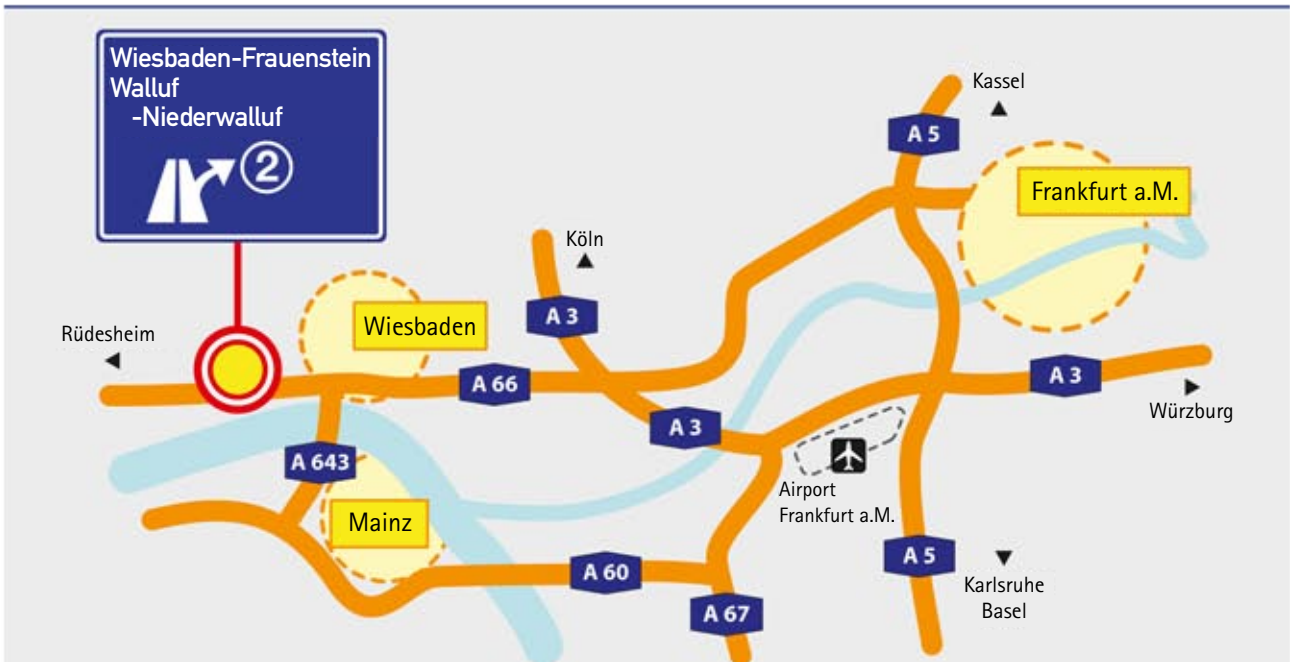 Wiesbaden-Frauenstein
Walluf
-Niederwalluf
2
Kassel
A 5
Frankfurt a.M.
Köln
A 3
Wiesbaden
Rüdesheim
A 66
A 3
A 3
Würzburg
A 643
Airport
Frankfurt a.M.
Mainz
A 60
A 5
Karlsruhe
Basel
A 67